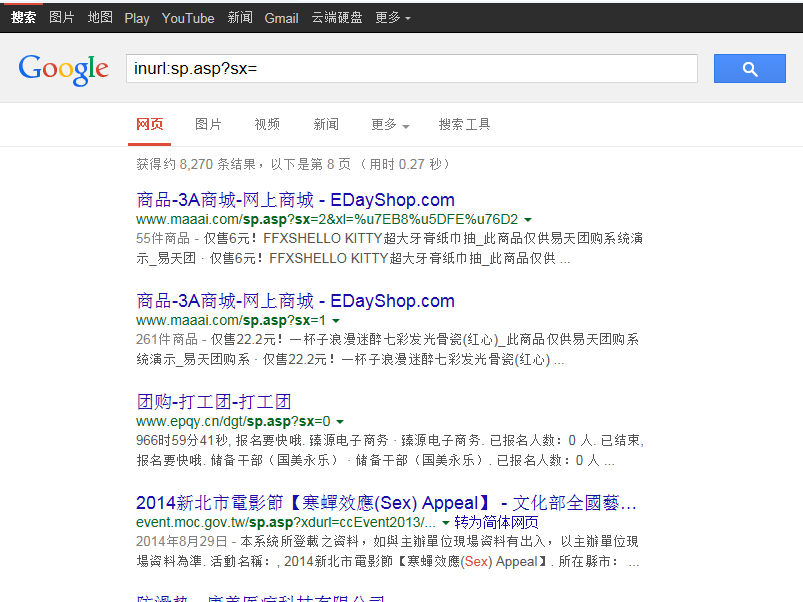 搜索 图片 地图 Play YouTube 新闻 Gmail 云端硬盘 更多
Google inurl:sp.asp?sx=
网页 图片 视频 新闻 更多 搜索工具
获得约 8,270 条结果，以下是第 8 页 （用时 0.27 秒）
商品-3A商城-网上商城 - EDayShop.com
www.maaai.com/sp.asp?sx=2&xl=%u7EB8%u5DFE%u76D2
55件商品 - 仅售6元！FFXSHELLO KITTY超大牙膏纸巾抽_此商品仅供易天团购系统演
示_易天团 · 仅售6元！FFXSHELLO KITTY超大牙膏纸巾抽_此商品仅供 ...
商品-3A商城-网上商城 - EDayShop.com
www.maaai.com/sp.asp?sx=1
261件商品 - 仅售22.2元！一杯子浪漫迷醉七彩发光骨瓷(红心)_此商品仅供易天团购系
统演示_易天团购系 · 仅售22.2元！一杯子浪漫迷醉七彩发光骨瓷(红心) ...
团购-打工团-打工团
www.epqy.cn/dgt/sp.asp?sx=0
966时59分41秒, 报名要快哦. 臻源电子商务 · 臻源电子商务. 已报名人数：0 人. 已结束,
报名要快哦. 储备干部（国美永乐） · 储备干部（国美永乐）. 已报名人数：0 人 ...
2014新北市電影節【寒蟬效應(Sex) Appeal】 - 文化部全國藝...
event.moc.gov.tw/sp.asp?xdurl=ccEvent2013/... 转为简体网页
2014年8月29日 - 本系統所登載之資料，如與主辦單位現場資料有出入，以主辦單位現
場資料為準. 活動名稱：, 2014新北市電影節【寒蟬效應(Sex) Appeal】. 所在縣市： ...